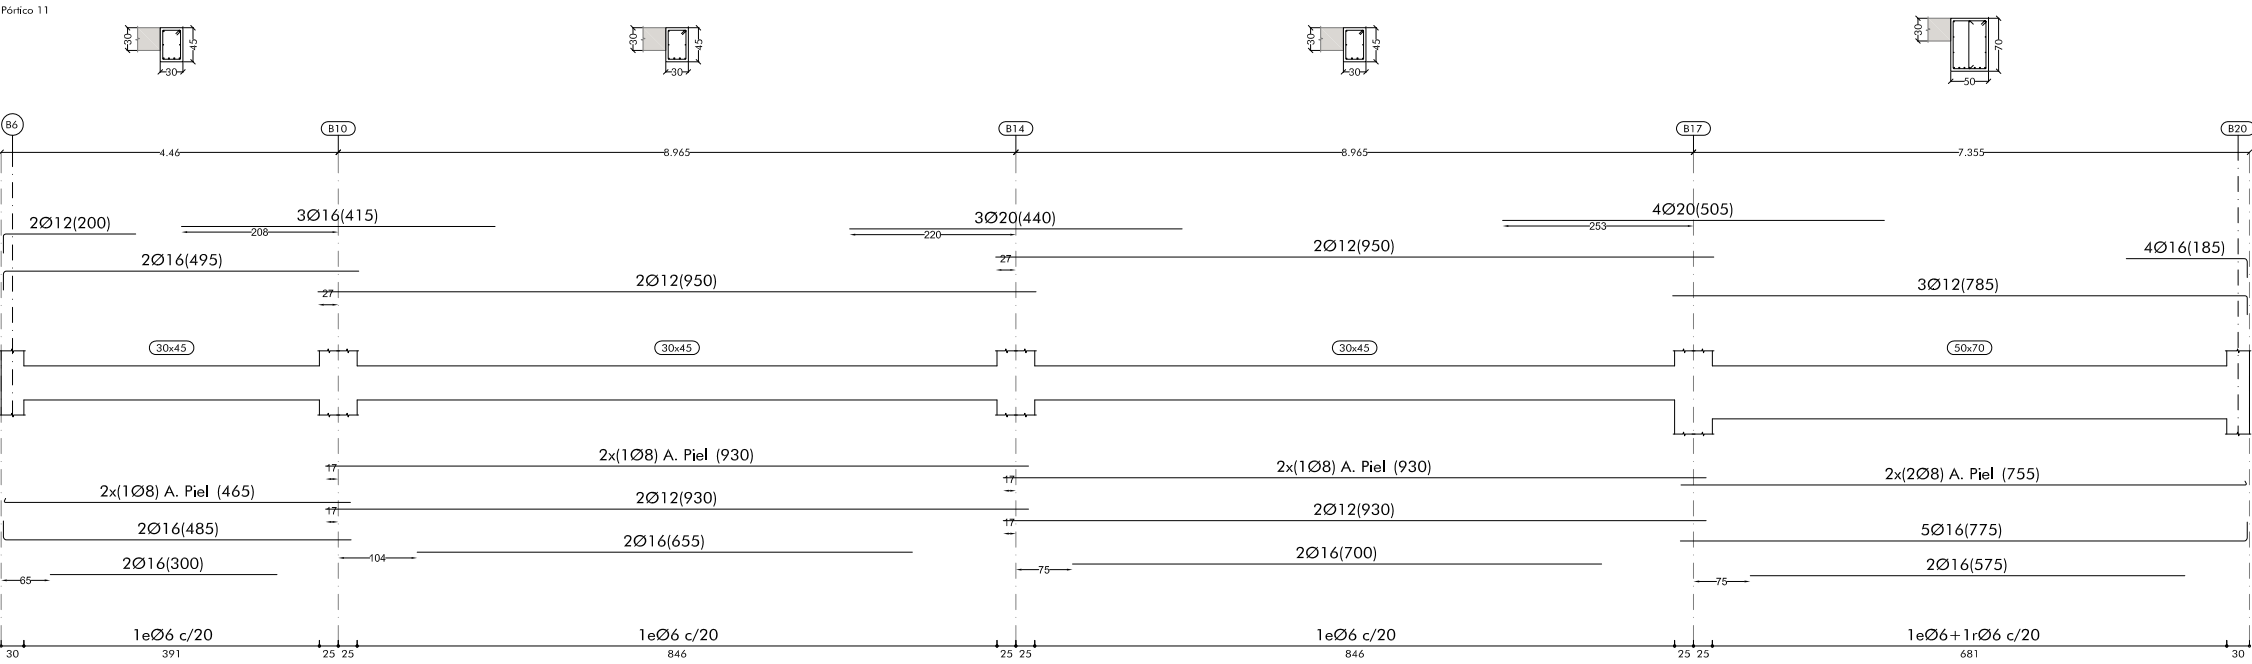 Pórtico 11
30 45 30 45 30 45 30 70
30 30 30 50
B6 B10 B14 B17 B20
4.46 8.965 8.965 7.355
3Ø16(415) 3Ø20(440) 4Ø20(505)
2Ø12(200) 208 220 253
2Ø12(950) 4Ø16(185)
2Ø16(495) 27
2Ø12(950) 3Ø12(785)
27
30x45 30x45 30x45 50x70
2x(1Ø8) A. Piel (930)
17 2x(1Ø8) A. Piel (930) 2x(2Ø8) A. Piel (755)
2x(1Ø8) A. Piel (465) 2Ø12(930) 17
17 2Ø12(930)
2Ø16(485) 17 5Ø16(775)
2Ø16(655)
104 2Ø16(700)
2Ø16(300) 75 2Ø16(575)
65 75
1eØ6 c/20 1eØ6 c/20 1eØ6 c/20 1eØ6+1rØ6 c/20
30 391 25 25 846 25 25 846 25 25 681 30